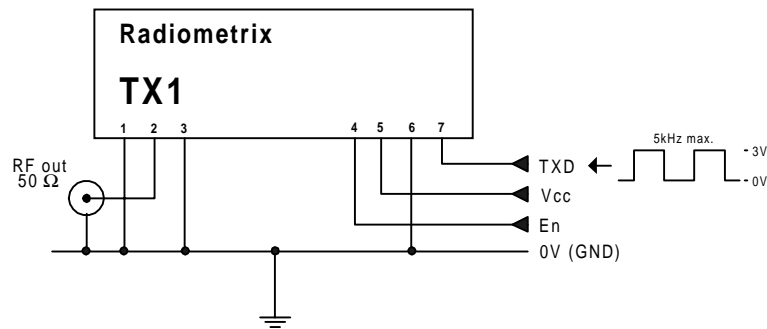 Radiometrix
TX1
1 2 3 4 5 6 7
RF out
50 Ω
5kHz max.
3V
0V
TXD
Vcc
En
0V (GND)